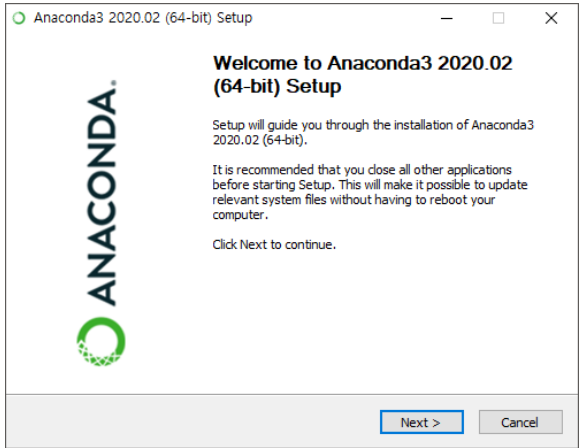 Anaconda3 2020.02 (64-bit) Setup
Welcome to Anaconda3 2020.02
(64-bit) Setup
Setup will guide you through the installation of Anaconda3
2020.02 (64-bit).
It is recommended that you close all other applications
before starting Setup. This will make it possible to update
relevant system files without having to reboot your
computer.
Click Next to continue.
ANACONDA.
Next >
Cancel